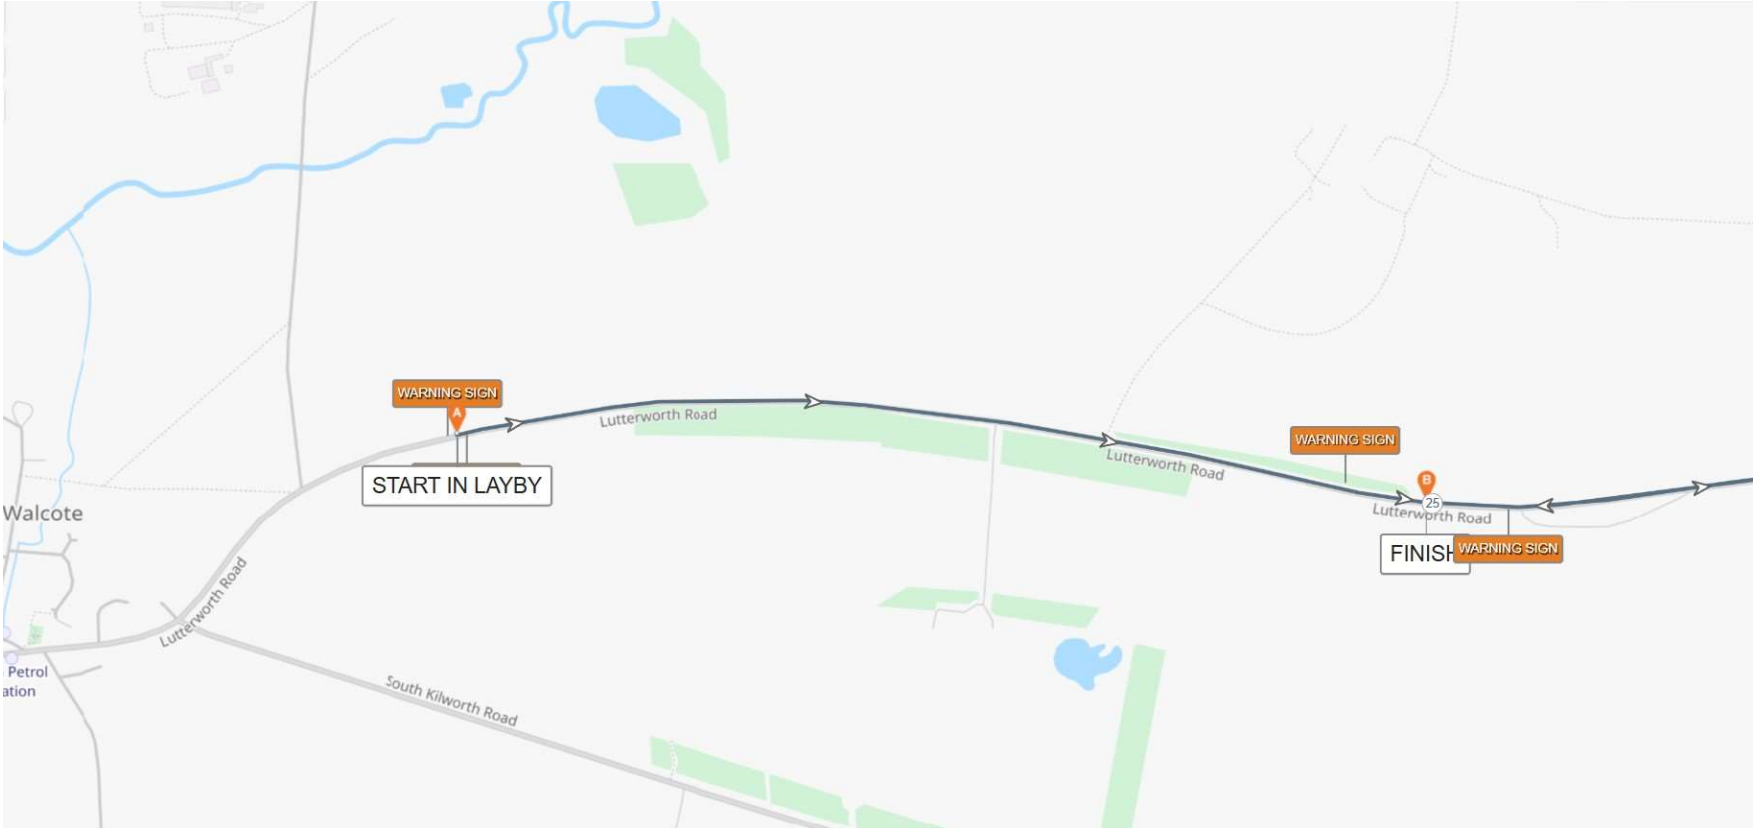 WARNING SIGN
A
Lutterworth Road
START IN LAYBY
WARNING SIGN
Lutterworth Road
B
25
Lutterworth Road
FINISH
WARNING SIGN
Walcote
Lutterworth Road
Petrol
ation
South Kilworth Road